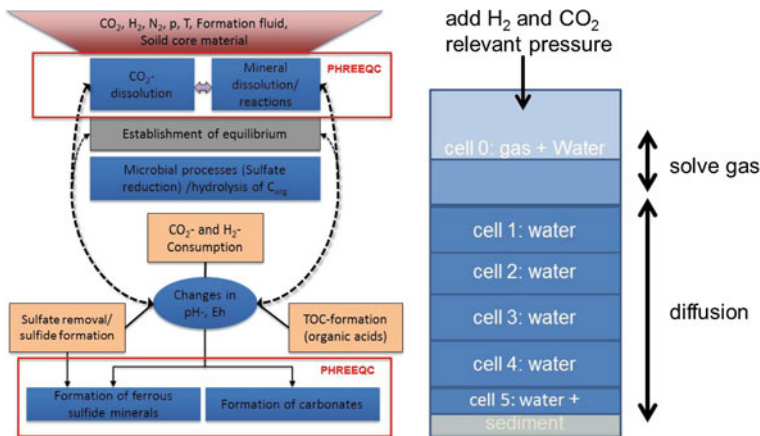 CO₂, H₂, N₂, p, T, Formation fluid,
Soild core material
PHREEQC
CO₂-
dissolution
Mineral
dissolution/
reactions
Establishment of equilibrium
Microbial processes (Sulfate
reduction) /hydrolysis of Corg
CO₂- and H₂-
Consumption
Changes in
pH-, Eh
Sulfate removal/
sulfide formation
TOC-formation
(organic acids)
PHREEQC
Formation of ferrous
sulfide minerals
Formation of carbonates
add H₂ and CO₂
relevant pressure
cell 0: gas + Water
solve gas
cell 1: water
cell 2: water
cell 3: water
cell 4: water
cell 5: water +
sediment
diffusion